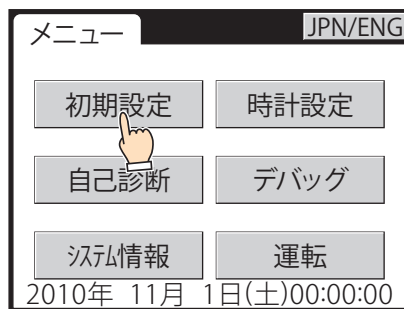 メニュー JPN/ENG
初期設定 時計設定
自己診断 デバッグ
システム情報 運転
2010年 11月 1日(土)00:00:00